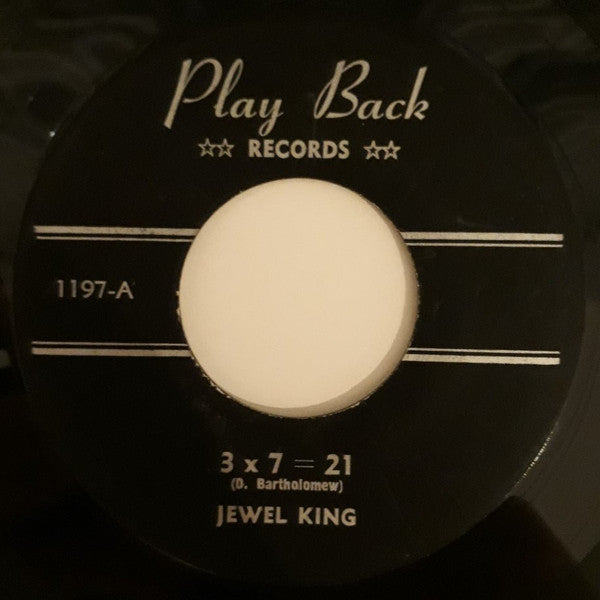 Play Back
☆☆ RECORDS ☆☆
1197-A
3 x 7 = 21
(D. Bartholomew)
JEWEL KING